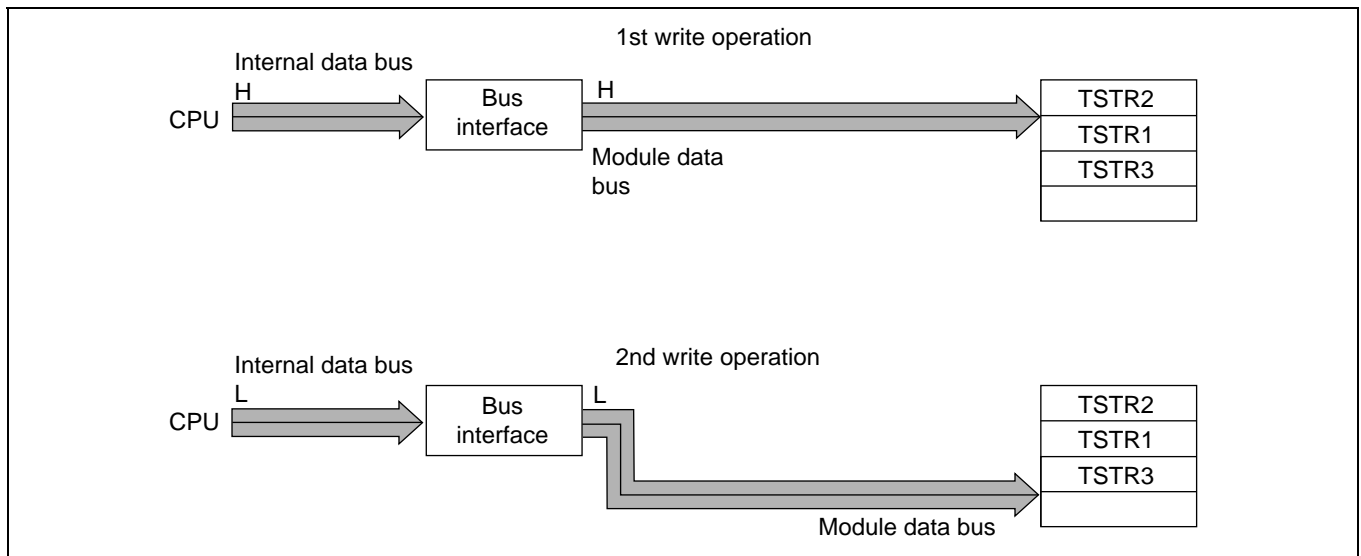 1st write operation
Internal data bus
H
CPU
Bus
interface
H
Module data
bus
TSTR2
TSTR1
TSTR3
2nd write operation
Internal data bus
L
CPU
Bus
interface
L
Module data bus
TSTR2
TSTR1
TSTR3